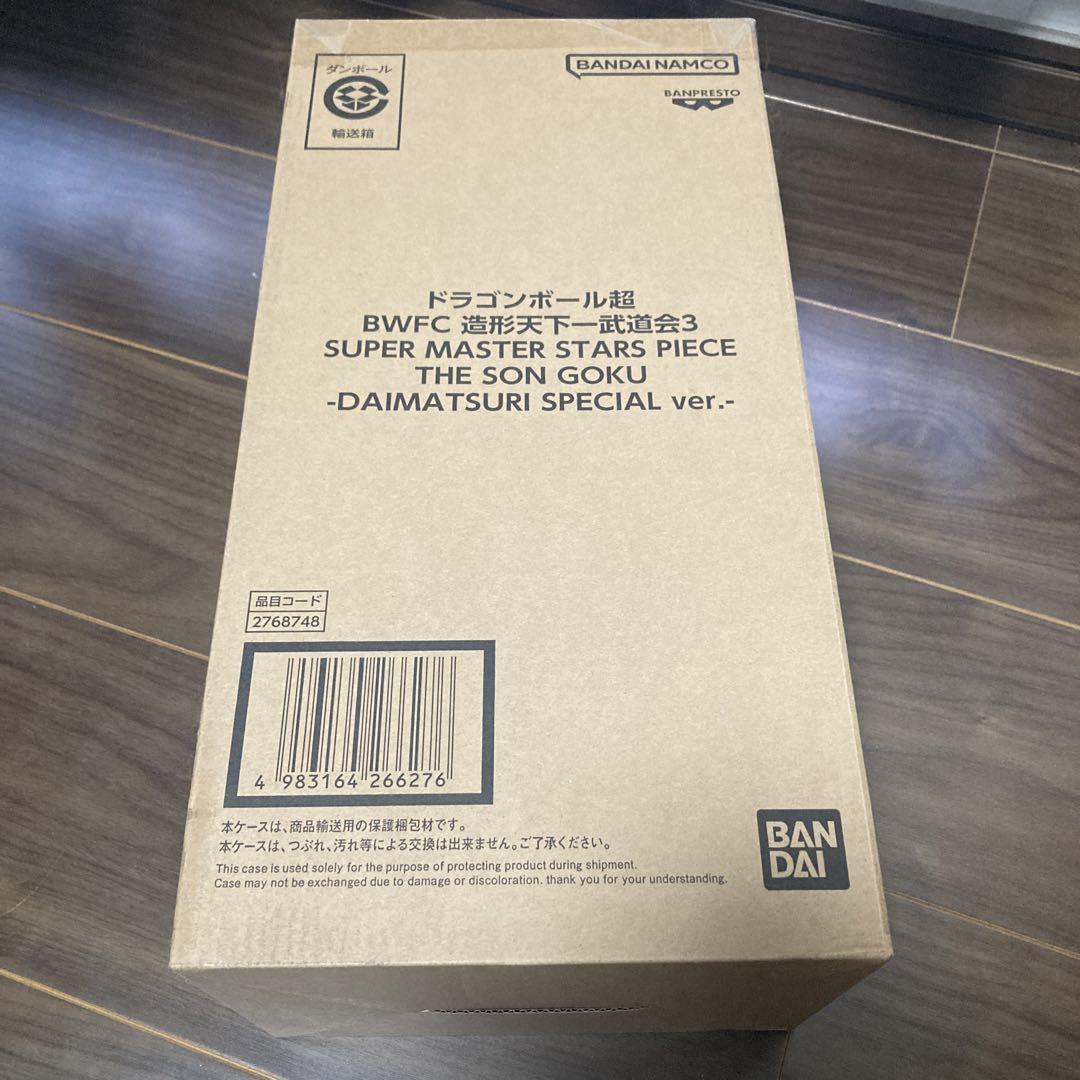 ダンボール
輸送箱
BANDAI NAMCO
BANPRESTO
ドラゴンボール超
BWFC 造形天下一武道会3
SUPER MASTER STARS PIECE
THE SON GOKU
-DAIMATSURI SPECIAL ver.-
品目コード
2768748
4 983164 266276
本ケースは、商品輸送用の保護梱包材です。
本ケースは、つぶれ、汚れ等による交換は出来ません。ご了承ください。
This case is used solely for the purpose of protecting product during shipment.
Case may not be exchanged due to damage or discoloration. thank you for your understanding.
BAN
DAI